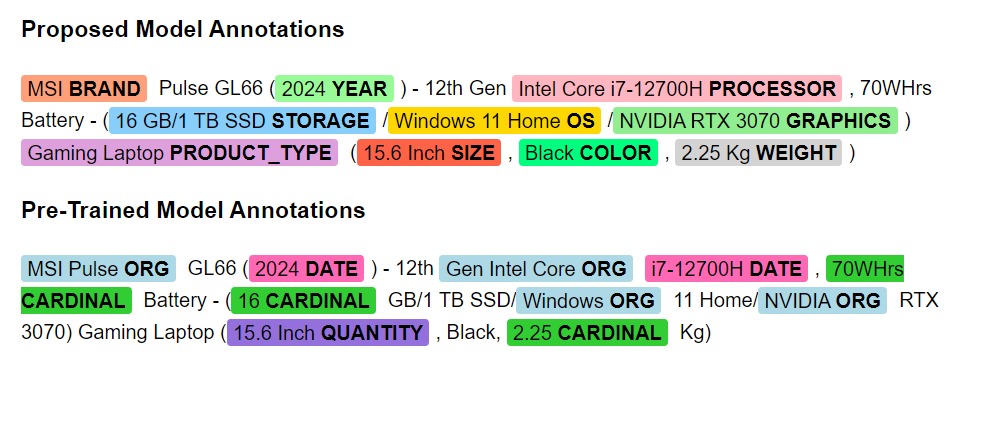 Proposed Model Annotations
MSI BRAND Pulse GL66 ( 2024 YEAR ) - 12th Gen Intel Core i7-12700H PROCESSOR , 70WHrs
Battery - ( 16 GB/1 TB SSD STORAGE / Windows 11 Home OS / NVIDIA RTX 3070 GRAPHICS )
Gaming Laptop PRODUCT_TYPE ( 15.6 Inch SIZE , Black COLOR , 2.25 Kg WEIGHT )
Pre-Trained Model Annotations
MSI Pulse ORG GL66 ( 2024 DATE ) - 12th Gen Intel Core ORG i7-12700H DATE , 70WHrs
CARDINAL Battery - ( 16 CARDINAL GB/1 TB SSD/ Windows ORG 11 Home/ NVIDIA ORG RTX
3070) Gaming Laptop ( 15.6 Inch QUANTITY , Black, 2.25 CARDINAL Kg)